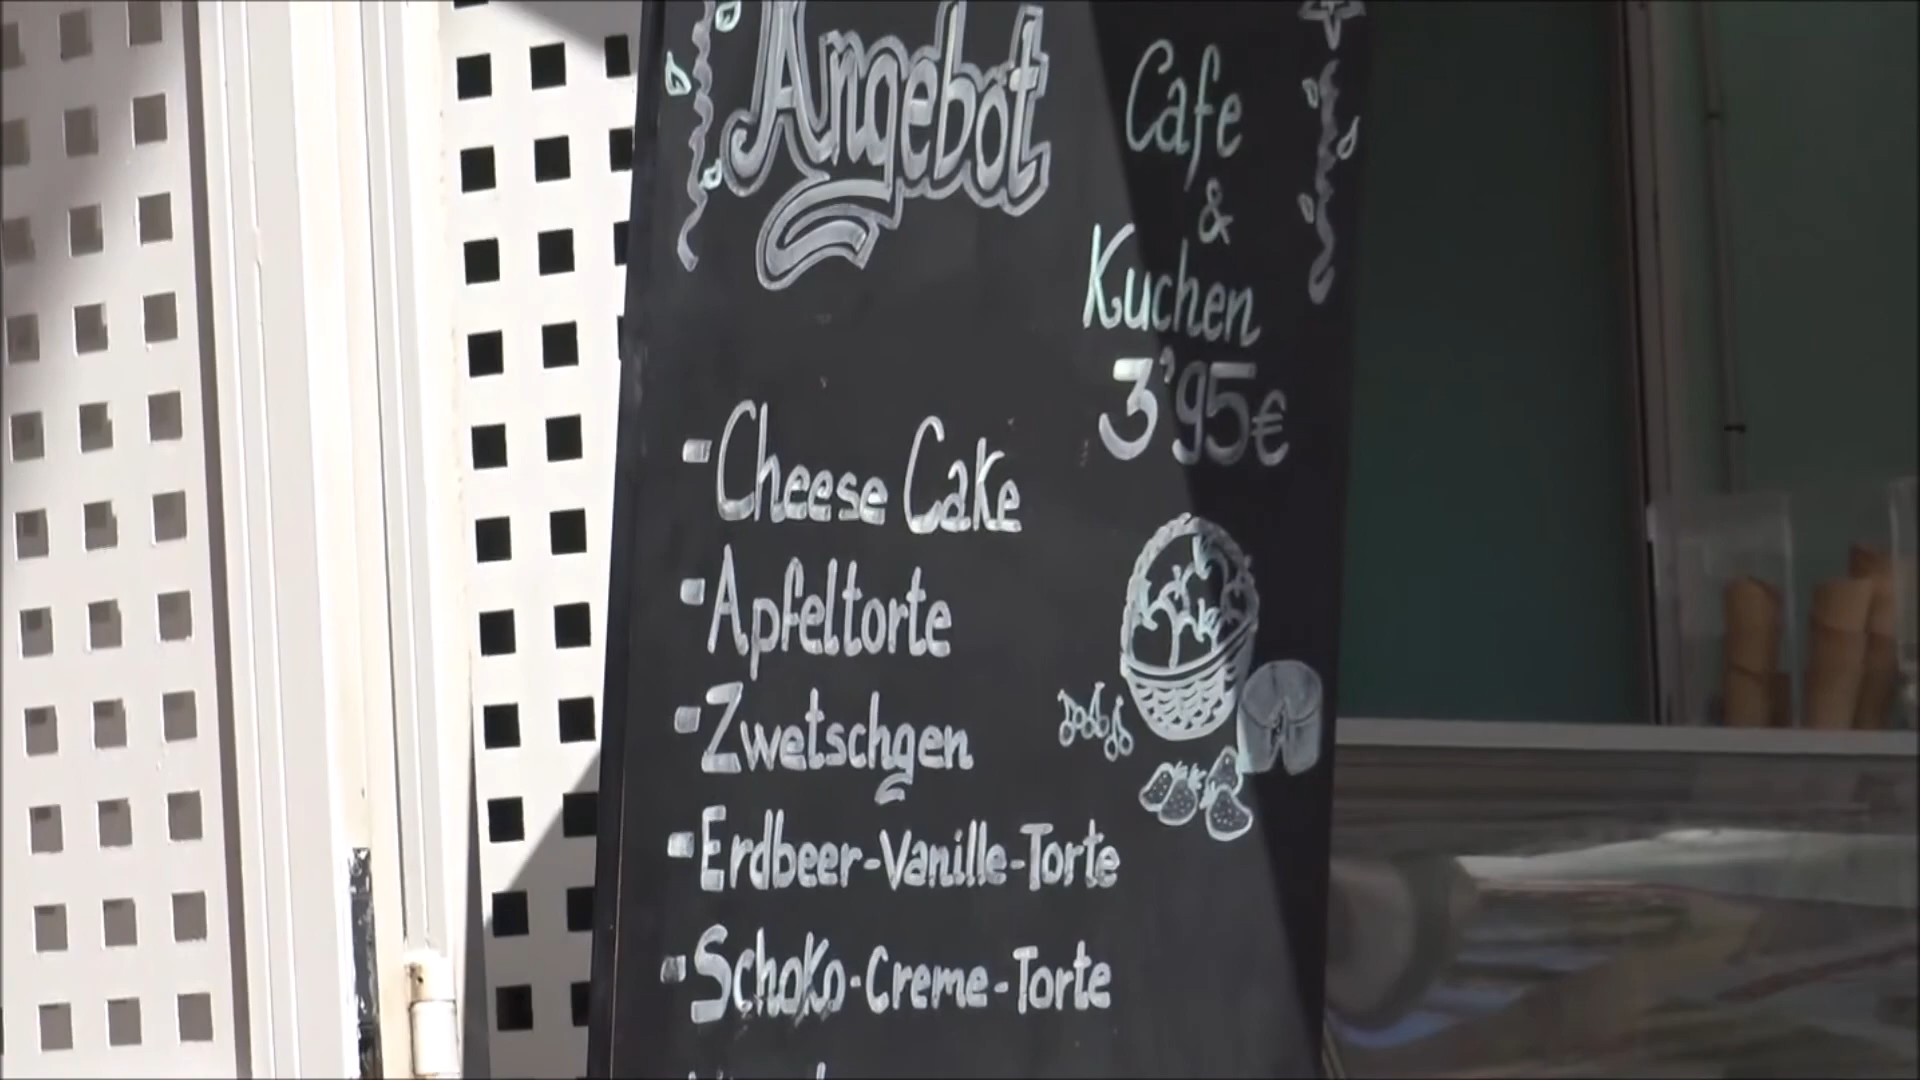 Angebot
Cafe
&
Kuchen
3'95€
- Cheese Cake
- Apfeltorte
- Zwetschgen
- Erdbeer-Vanille-Torte
- Schoko-Creme-Torte